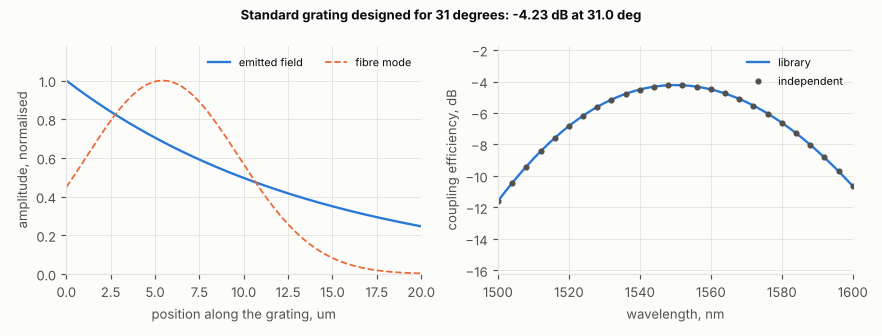 Standard grating designed for 31 degrees: -4.23 dB at 31.0 deg
emitted field
fibre mode
amplitude, normalised
1.0
0.8
0.6
0.4
0.2
0.0
0.0 2.5 5.0 7.5 10.0 12.5 15.0 17.5 20.0
position along the grating, um
library
independent
coupling efficiency, dB
−2
−4
−6
−8
−10
−12
−14
−16
1500 1520 1540 1560 1580 1600
wavelength, nm